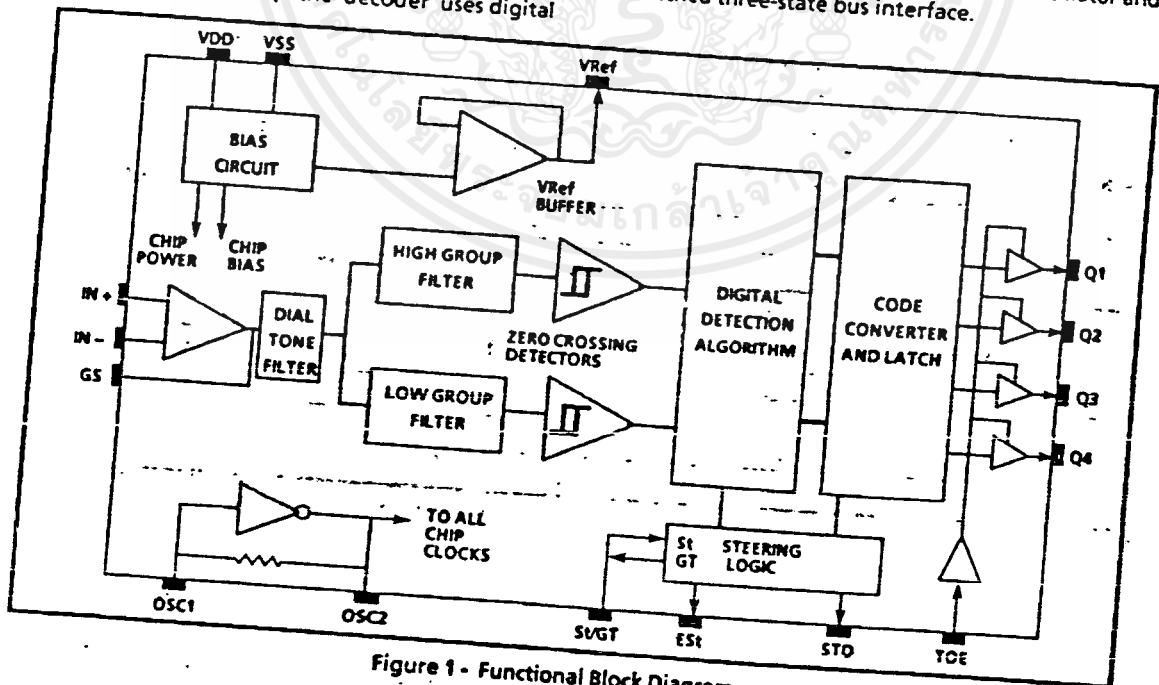 decoder uses digital
three-state bus interface.
and
VDD
VSS
VRef
BIAS
CIRCUIT
VRef
BUFFER
CHIP
POWER
CHIP
BIAS
IN +
IN -
GS
DIAL
TONE
FILTER
HIGH GROUP
FILTER
LOW GROUP
FILTER
ZERO CROSSING
DETECTORS
DIGITAL
DETECTION
ALGORITHM
CODE
CONVERTER
AND LATCH
Q1
Q2
Q3
Q4
TO ALL
CHIP
CLOCKS
St
GT
STEERING
LOGIC
OSC1
OSC2
St/GT
ESt
STD
TOE
Figure 1 - Functional Block Diagram